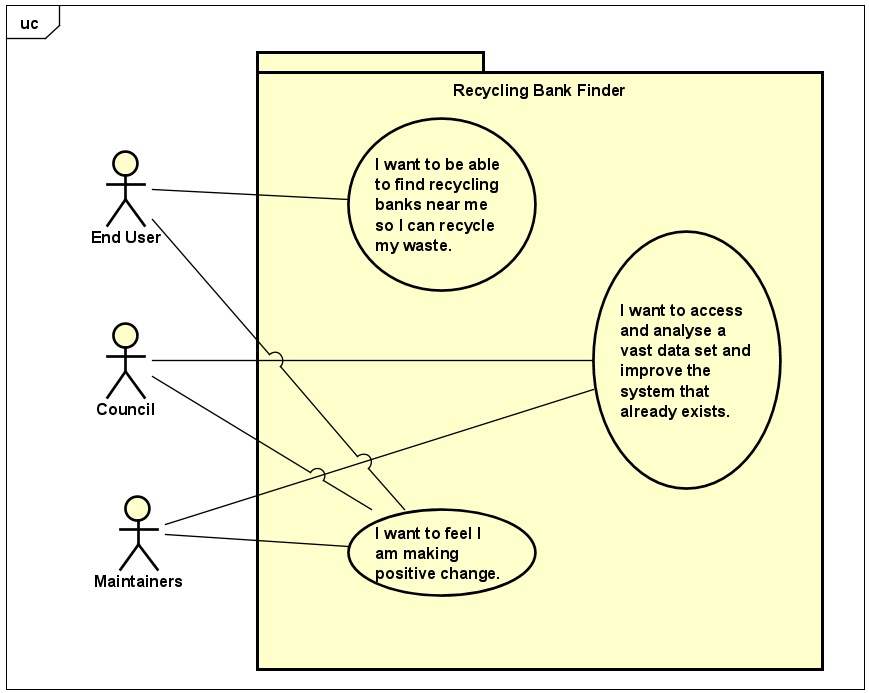 uc
Recycling Bank Finder
I want to be able
to find recycling
banks near me
so I can recycle
my waste.
End User
I want to access
and analyse a
vast data set and
improve the
system that
already exists.
Council
I want to feel I
am making
positive change.
Maintainers